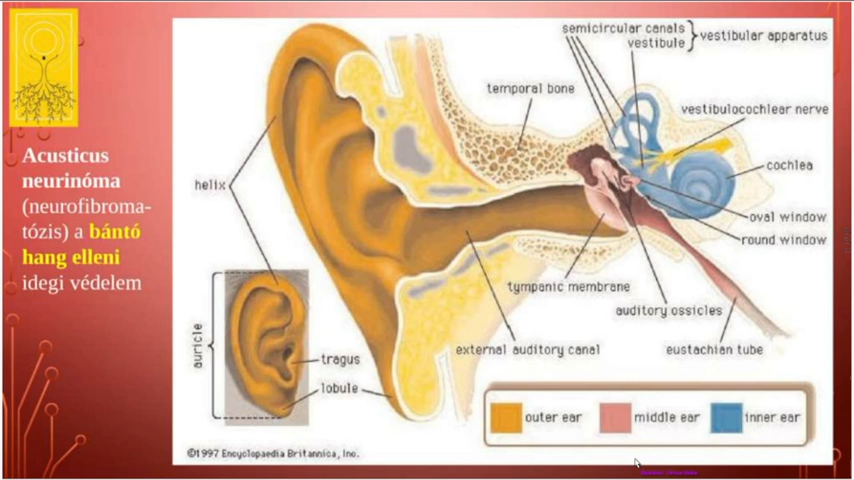 Acusticus
neurinóma
(neurofibroma-
tózis) a bántó
hang elleni
idegi védelem
semicircular canals
vestibule
vestibular apparatus
temporal bone
vestibulocochlear nerve
cochlea
helix
oval window
round window
tympanic membrane
auditory ossicles
external auditory canal
eustachian tube
auricle
tragus
lobule
outer ear
middle ear
inner ear
©1997 Encyclopaedia Britannica, Inc.